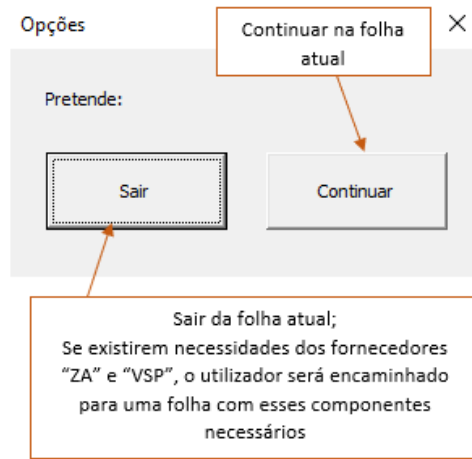 Opções
Continuar na folha
atual
Pretende:
Sair
Continuar
Sair da folha atual;
Se existirem necessidades dos fornecedores
“ZA” e “VSP”, o utilizador será encaminhado
para uma folha com esses componentes
necessários